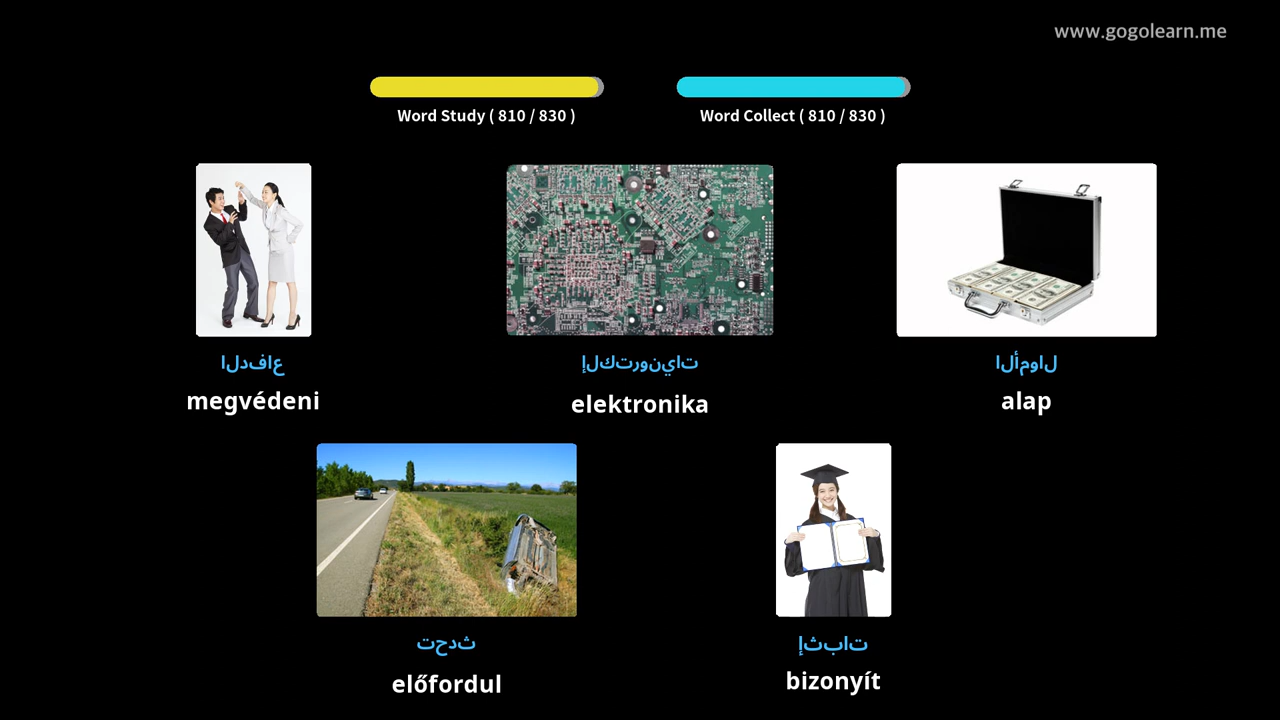 www.gogolearn.me
Word Study ( 810 / 830 )
Word Collect ( 810 / 830 )
الدفاع
إلكترونيات
الأموال
megvédeni
elektronika
alap
تحدث
إثبات
előfordul
bizonyít